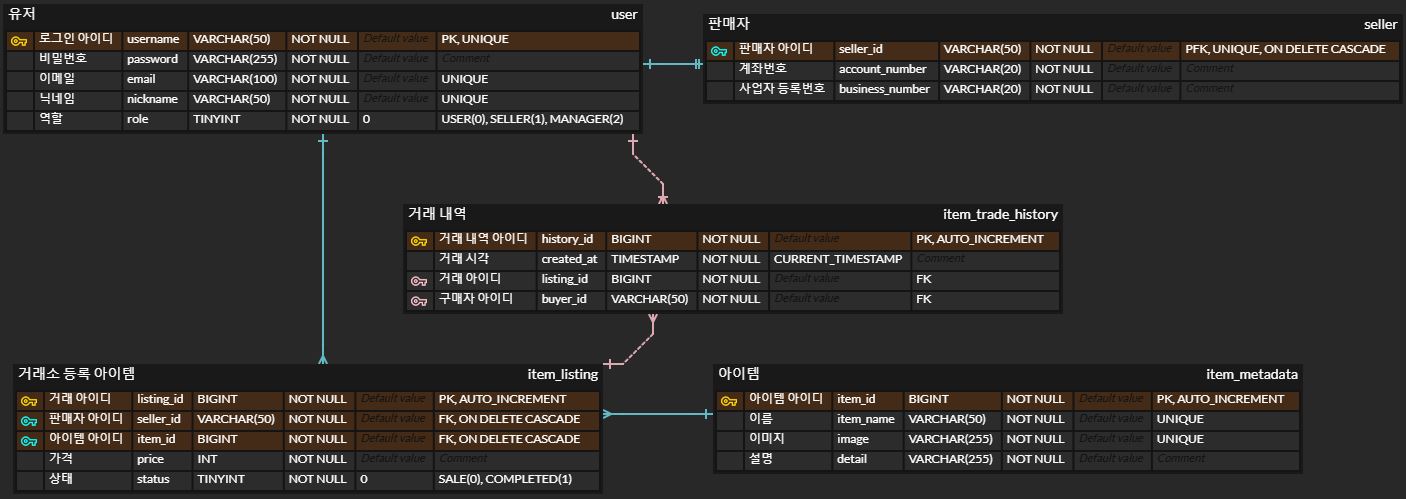 유저 user
로그인 아이디 username VARCHAR(50) NOT NULL Default value PK, UNIQUE
비밀번호 password VARCHAR(255) NOT NULL Default value Comment
이메일 email VARCHAR(100) NOT NULL Default value UNIQUE
닉네임 nickname VARCHAR(50) NOT NULL Default value UNIQUE
역할 role TINYINT NOT NULL 0 USER(0), SELLER(1), MANAGER(2)
판매자 seller
판매자 아이디 seller_id VARCHAR(50) NOT NULL Default value PFK, UNIQUE, ON DELETE CASCADE
계좌번호 account_number VARCHAR(20) NOT NULL Default value Comment
사업자 등록번호 business_number VARCHAR(20) NOT NULL Default value Comment
거래 내역 item_trade_history
거래 내역 아이디 history_id BIGINT NOT NULL Default value PK, AUTO_INCREMENT
거래 시각 created_at TIMESTAMP NOT NULL CURRENT_TIMESTAMP Comment
거래 아이디 listing_id BIGINT NOT NULL Default value FK
구매자 아이디 buyer_id VARCHAR(50) NOT NULL Default value FK
거래소 등록 아이템 item_listing
거래 아이디 listing_id BIGINT NOT NULL Default value PK, AUTO_INCREMENT
판매자 아이디 seller_id VARCHAR(50) NOT NULL Default value FK, ON DELETE CASCADE
아이템 아이디 item_id BIGINT NOT NULL Default value FK, ON DELETE CASCADE
가격 price INT NOT NULL Default value Comment
상태 status TINYINT NOT NULL 0 SALE(0), COMPLETED(1)
아이템 item_metadata
아이템 아이디 item_id BIGINT NOT NULL Default value PK, AUTO_INCREMENT
이름 item_name VARCHAR(50) NOT NULL Default value UNIQUE
이미지 image VARCHAR(255) NOT NULL Default value UNIQUE
설명 detail VARCHAR(255) NOT NULL Default value Comment